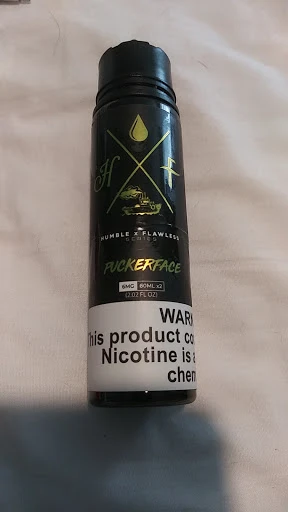 H F
HUMBLE X FLAWLESS
SERIES
PUCKERFACE
6MG 60ML x2
(2.02 FL OZ)
WARN
This product co
Nicotine is a
chem